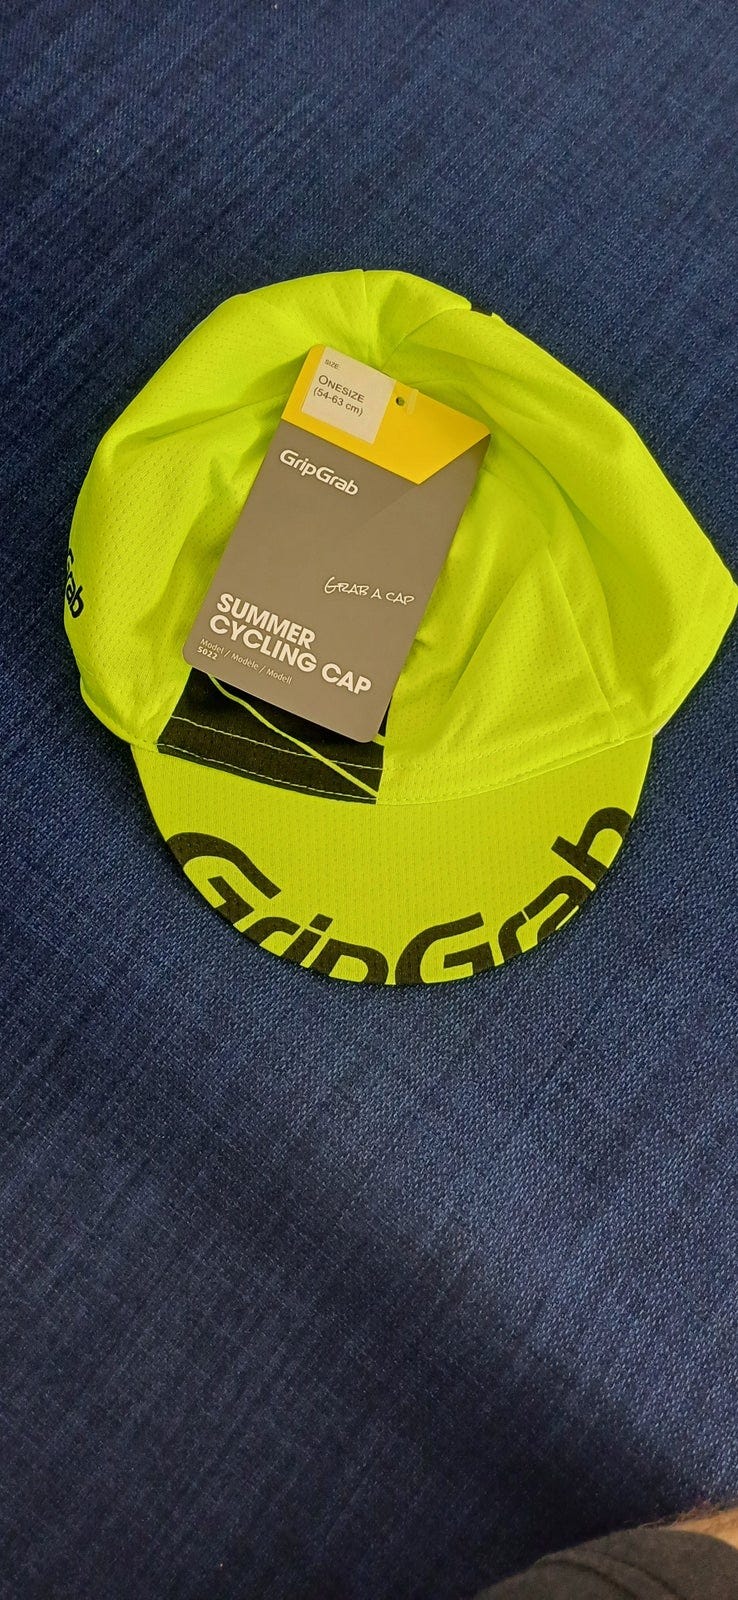 SIZE
ONESIZE
(54-63 cm)
GripGrab
GRAB A CAP
SUMMER
CYCLING CAP
Model / Modèle / Modell
5022
GripGrab